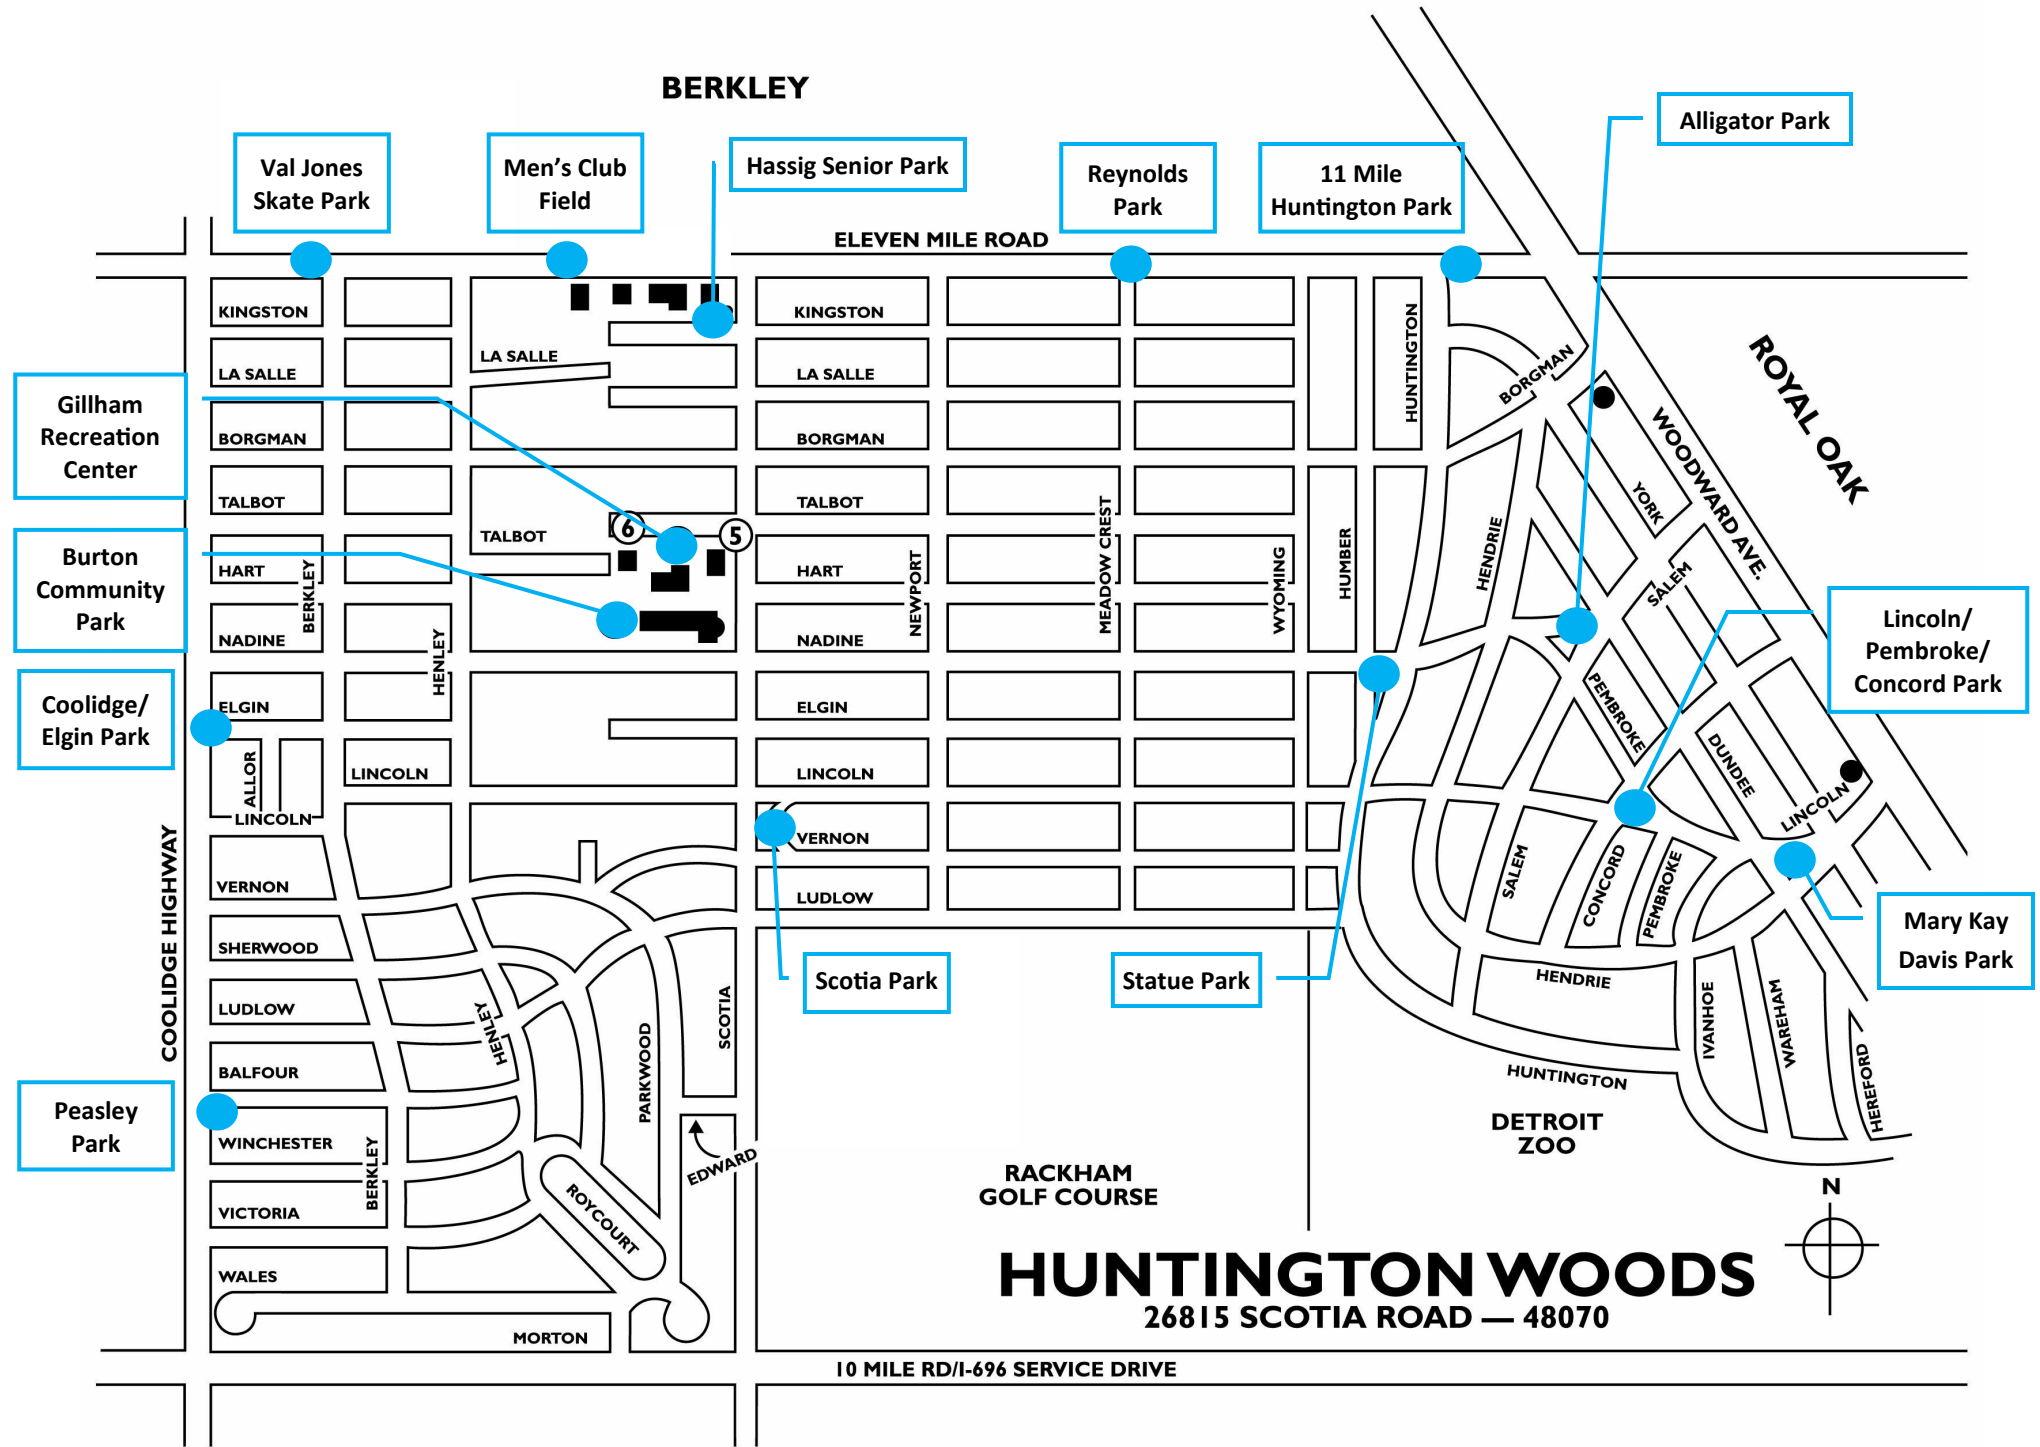 BERKLEY
Alligator Park
Val Jones
Skate Park
Men's Club
Field
Hassig Senior Park
Reynolds
Park
11 Mile
Huntington Park
ELEVEN MILE ROAD
KINGSTON
KINGSTON
HUNTINGTON
LA SALLE
LA SALLE
LA SALLE
BORGMAN
ROYAL OAK
Gillham
Recreation
Center
BORGMAN
BORGMAN
WOODWARD AVE.
TALBOT
TALBOT
TALBOT
YORK
6
5
MEADOW CREST
HENDRIE
Burton
Community
Park
HART
BERKLEY
HART
NEWPORT
WYOMING
HUMBER
SALEM
NADINE
HENLEY
NADINE
Lincoln/
Pembroke/
Concord Park
Coolidge/
Elgin Park
ELGIN
ELGIN
PEMBROKE
DUNDEE
ALLOR
LINCOLN
LINCOLN
LINCOLN
LINCOLN
VERNON
COOLIDGE HIGHWAY
VERNON
LUDLOW
SALEM
CONCORD
PEMBROKE
Mary Kay
Davis Park
SHERWOOD
Scotia Park
Statue Park
HENDRIE
LUDLOW
HENLEY
SCOTIA
PARKWOOD
IVANHOE
WAREHAM
HEREFORD
BALFOUR
HUNTINGTON
Peasley
Park
WINCHESTER
BERKLEY
EDWARD
DETROIT
ZOO
RACKHAM
GOLF COURSE
VICTORIA
ROYCOURT
N
WALES
HUNTINGTON WOODS
26815 SCOTIA ROAD — 48070
MORTON
10 MILE RD/I-696 SERVICE DRIVE